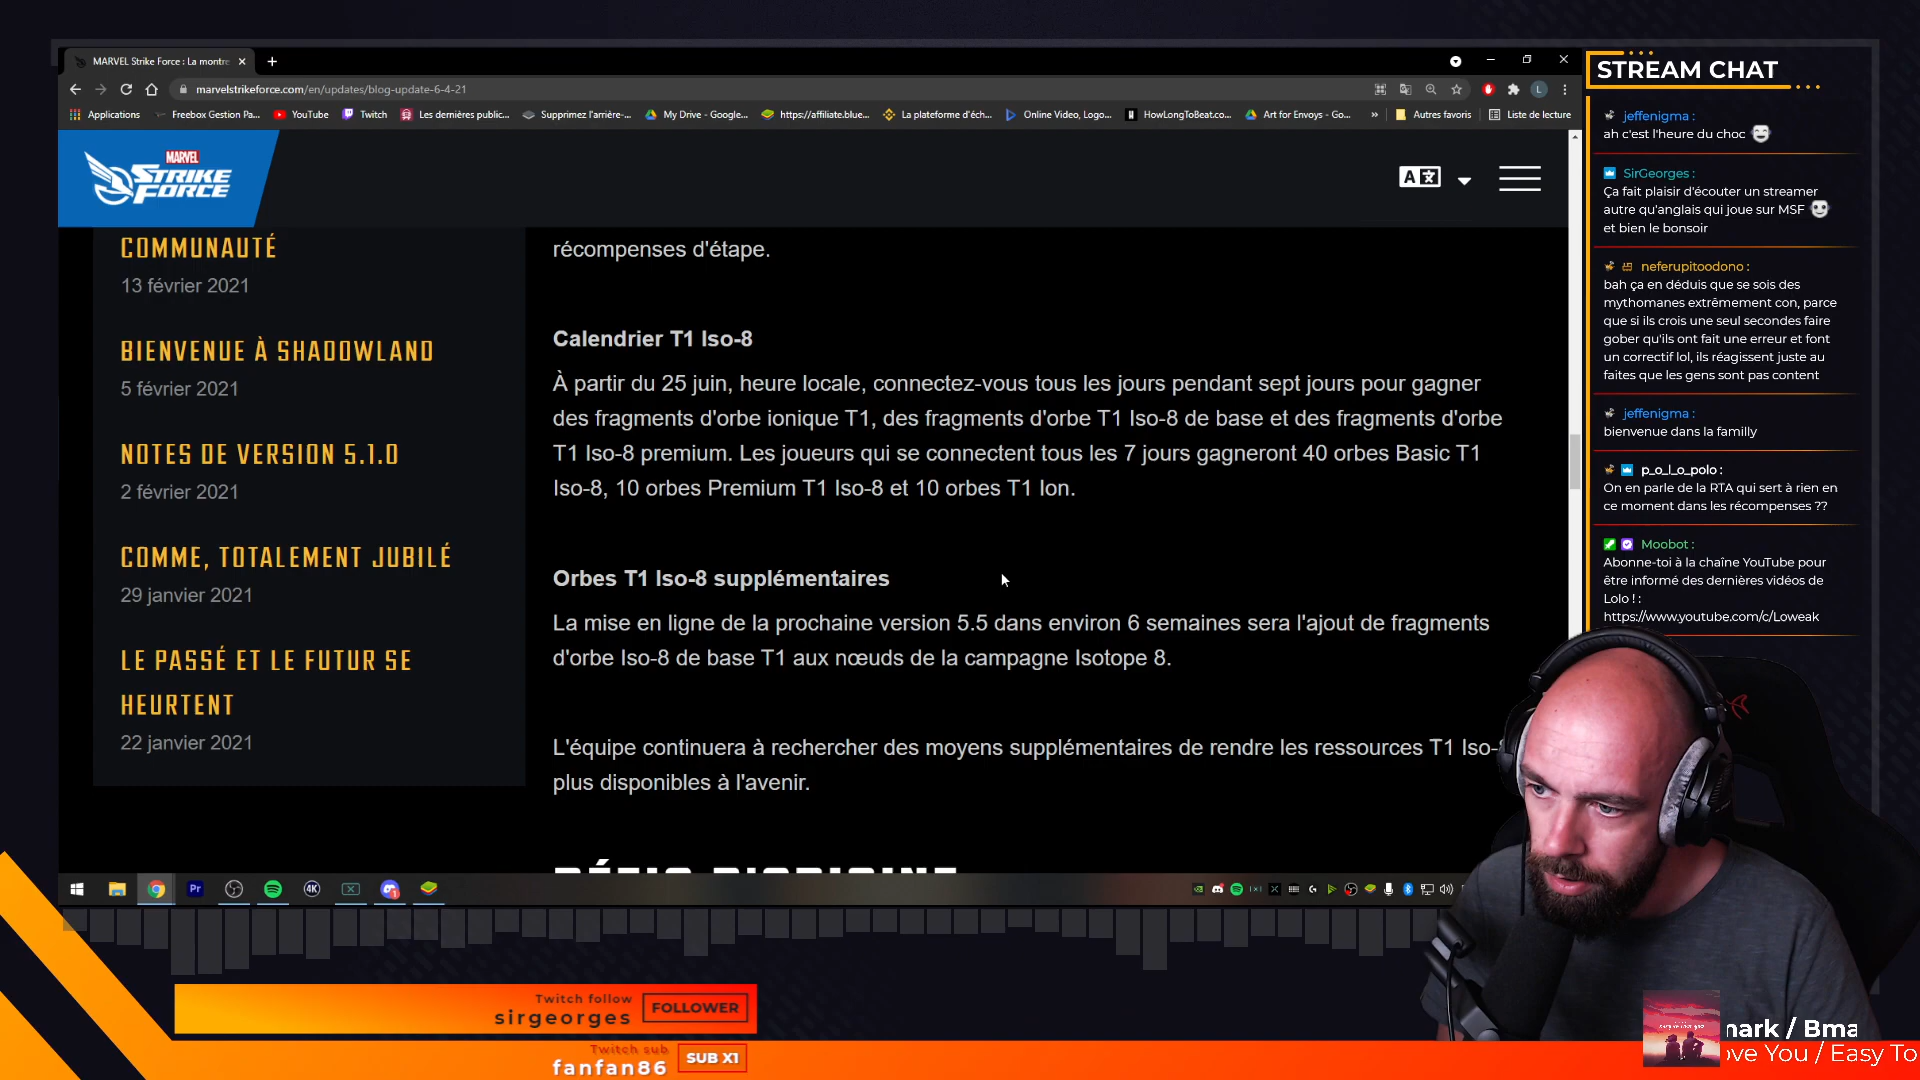 MARVEL Strike Force : La montre
marvelstrikeforce.com/en/updates/blog-update-6-4-21
Applications
Freebox Gestion Pa...
YouTube
Twitch
Les dernières public...
Supprimez l'arrière-...
My Drive - Google...
https://affiliate.blue...
La plateforme d'éch...
Online Video, Logo...
HowLongToBeat.co...
Art for Envoys - Go...
»
Autres favoris
Liste de lecture
MARVEL
STRIKE
FORCE
COMMUNAUTÉ
13 février 2021
BIENVENUE À SHADOWLAND
5 février 2021
NOTES DE VERSION 5.1.0
2 février 2021
COMME, TOTALEMENT JUBILÉ
29 janvier 2021
LE PASSÉ ET LE FUTUR SE
HEURTENT
22 janvier 2021
récompenses d'étape.
Calendrier T1 Iso-8
À partir du 25 juin, heure locale, connectez-vous tous les jours pendant sept jours pour gagner
des fragments d'orbe ionique T1, des fragments d'orbe T1 Iso-8 de base et des fragments d'orbe
T1 Iso-8 premium. Les joueurs qui se connectent tous les 7 jours gagneront 40 orbes Basic T1
Iso-8, 10 orbes Premium T1 Iso-8 et 10 orbes T1 Ion.
Orbes T1 Iso-8 supplémentaires
La mise en ligne de la prochaine version 5.5 dans environ 6 semaines sera l'ajout de fragments
d'orbe Iso-8 de base T1 aux nœuds de la campagne Isotope 8.
L'équipe continuera à rechercher des moyens supplémentaires de rendre les ressources T1 Iso-
plus disponibles à l'avenir.
STREAM CHAT
jeffenigma :
ah c'est l'heure du choc
SirGeorges :
Ça fait plaisir d'écouter un streamer
autre qu'anglais qui joue sur MSF
et bien le bonsoir
neferupitoodono :
bah ça en déduis que se sois des
mythomanes extrêmement con, parce
que si ils crois une seul secondes faire
gober qu'ils ont fait une erreur et font
un correctif lol, ils réagissent juste au
faites que les gens sont pas content
jeffenigma :
bienvenue dans la familly
p_o_l_o_polo :
On en parle de la RTA qui sert à rien en
ce moment dans les récompenses ??
Moobot :
Abonne-toi à la chaîne YouTube pour
être informé des dernières vidéos de
Lolo ! :
https://www.youtube.com/c/Loweak
Twitch follow
sirgeorges
FOLLOWER
Twitch sub
fanfan86
SUB X1
nark / Bma
ove You / Easy To